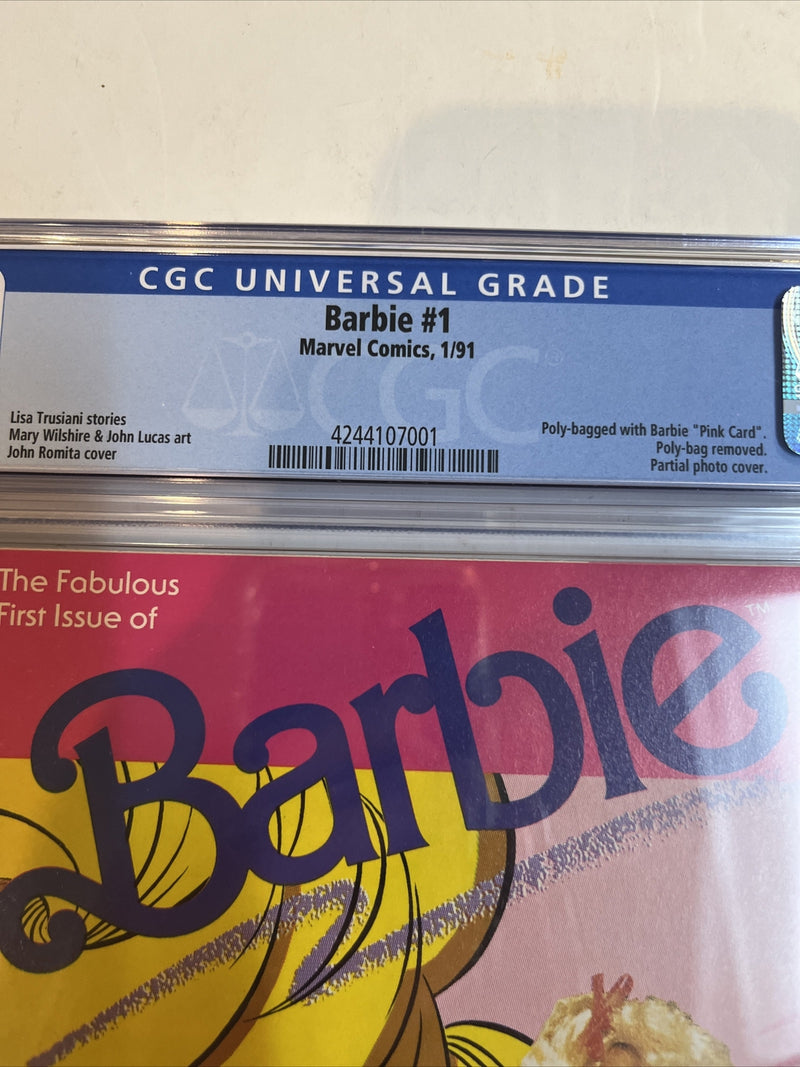 CGC UNIVERSAL GRADE
Barbie #1
Marvel Comics, 1/91
CGC®
Lisa Trusiani stories
Mary Wilshire & John Lucas art
John Romita cover
4244107001
Poly-bagged with Barbie "Pink Card".
Poly-bag removed.
Partial photo cover.
The Fabulous
First Issue of
Barbie™